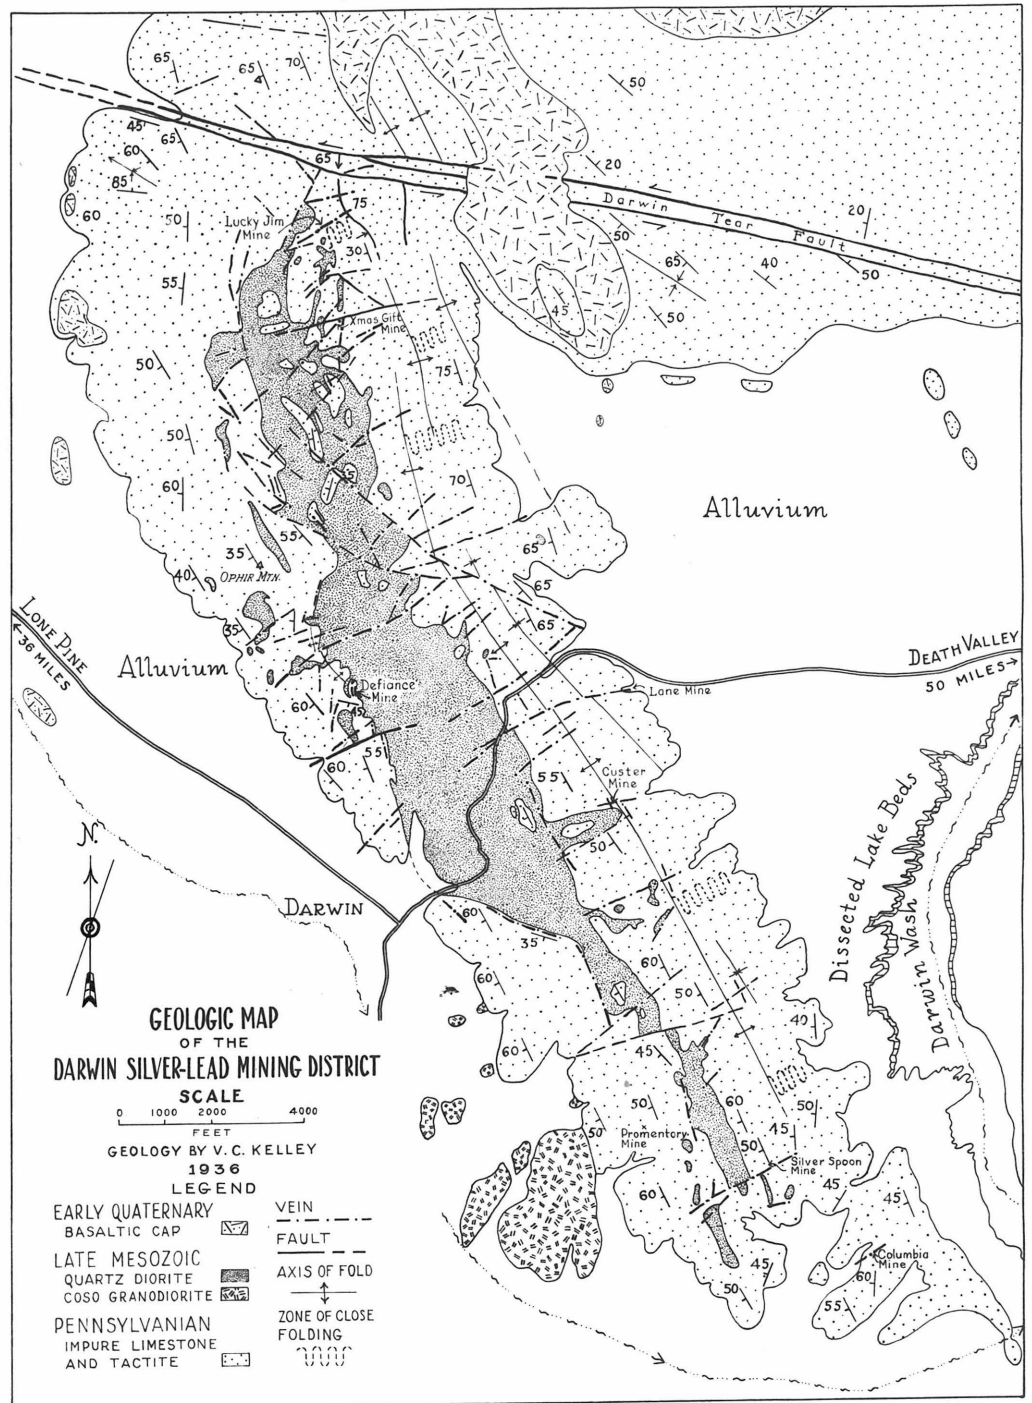 65
65
70
50
45
65
60
85
60
65
20
75
Lucky Jim
Mine
50
30
Darwin Tear Fault
20
50
65
40
50
55
45
50
Xmas Gift
Mine
50
75
50
60
70
Alluvium
55
65
35
OPHIR MTN.
40
65
35
65
LONE PINE
36 MILES
Alluvium
DEATH VALLEY
50 MILES
Defiance
Mine
Lane Mine
60
45
55
60
55
Custer
Mine
50
Dissected Lake Beds
Darwin Wash
N.
DARWIN
60
35
60
60
50
40
60
45
GEOLOGIC MAP
OF THE
DARWIN SILVER-LEAD MINING DISTRICT
SCALE
0 1000 2000 4000
FEET
GEOLOGY BY V. C. KELLEY
1936
LEGEND
EARLY QUATERNARY
BASALTIC CAP
LATE MESOZOIC
QUARTZ DIORITE
COSO GRANODIORITE
PENNSYLVANIAN
IMPURE LIMESTONE
AND TACTITE
VEIN
FAULT
AXIS OF FOLD
ZONE OF CLOSE
FOLDING
50
60
50
50
Promentory
Mine
45
50
Silver Spoon
Mine
60
45
45
Columbia
Mine
45
60
50
55